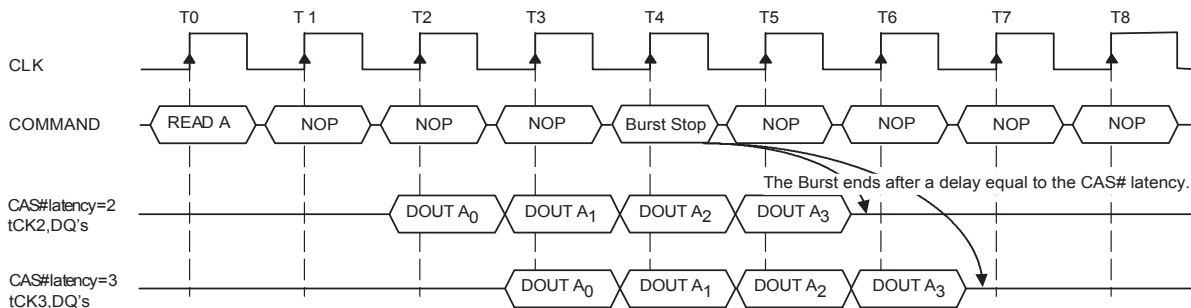 T0 T1 T2 T3 T4 T5 T6 T7 T8
CLK
COMMAND READ A NOP NOP NOP Burst Stop NOP NOP NOP NOP
The Burst ends after a delay equal to the CAS# latency.
CAS#latency=2
tCK2,DQ's
DOUT A0 DOUT A1 DOUT A2 DOUT A3
CAS#latency=3
tCK3,DQ's
DOUT A0 DOUT A1 DOUT A2 DOUT A3